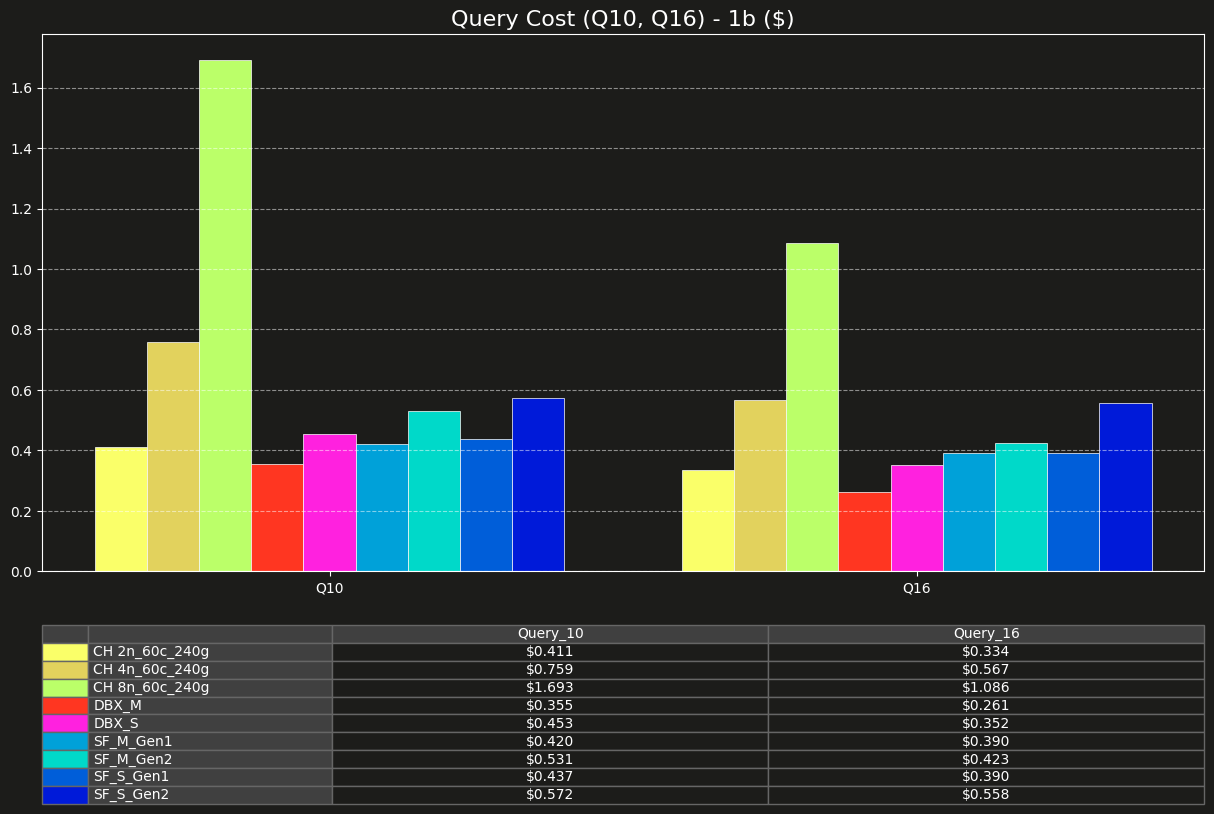 Query Cost (Q10, Q16) - 1b ($)
1.6
1.4
1.2
1.0
0.8
0.6
0.4
0.2
0.0
Q10 Q16
Query_10 Query_16
CH 2n_60c_240g $0.411 $0.334
CH 4n_60c_240g $0.759 $0.567
CH 8n_60c_240g $1.693 $1.086
DBX_M $0.355 $0.261
DBX_S $0.453 $0.352
SF_M_Gen1 $0.420 $0.390
SF_M_Gen2 $0.531 $0.423
SF_S_Gen1 $0.437 $0.390
SF_S_Gen2 $0.572 $0.558